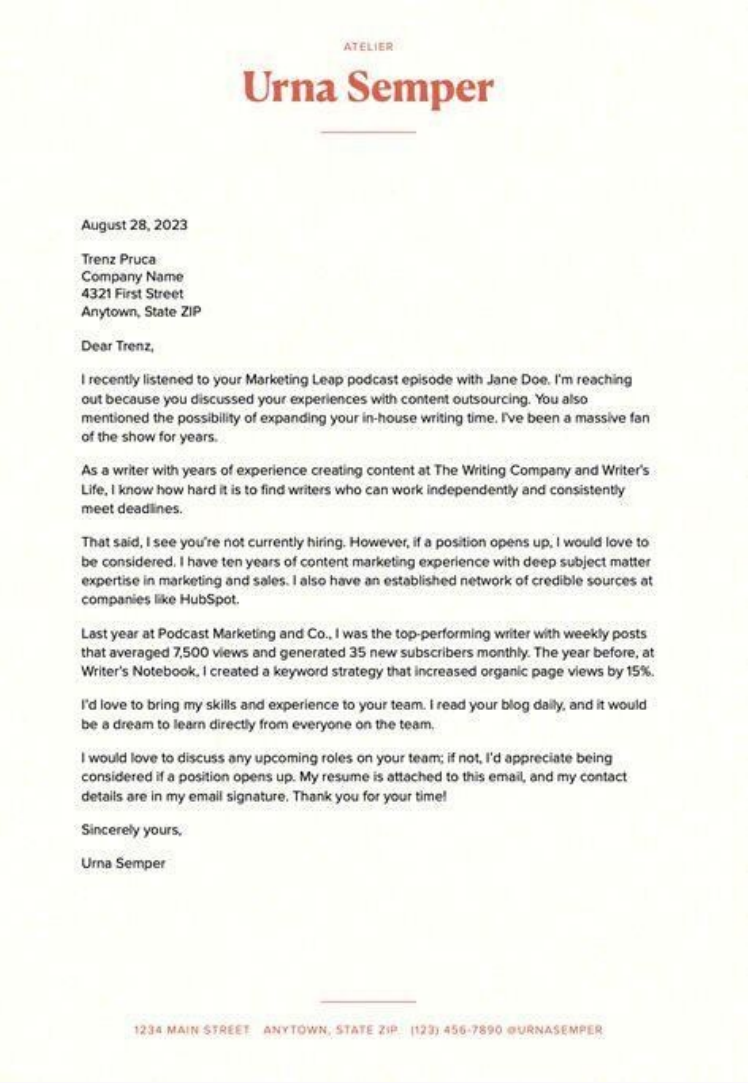 ATELIER
Urna Semper
August 28, 2023
Trenz Pruca
Company Name
4321 First Street
Anytown, State ZIP
Dear Trenz,
I recently listened to your Marketing Leap podcast episode with Jane Doe. I'm reaching
out because you discussed your experiences with content outsourcing. You also
mentioned the possibility of expanding your in-house writing time. I've been a massive fan
of the show for years.
As a writer with years of experience creating content at The Writing Company and Writer's
Life, I know how hard it is to find writers who can work independently and consistently
meet deadlines.
That said, I see you're not currently hiring. However, if a position opens up, I would love to
be considered. I have ten years of content marketing experience with deep subject matter
expertise in marketing and sales. I also have an established network of credible sources at
companies like HubSpot.
Last year at Podcast Marketing and Co., I was the top-performing writer with weekly posts
that averaged 7,500 views and generated 35 new subscribers monthly. The year before, at
Writer's Notebook, I created a keyword strategy that increased organic page views by 15%.
I'd love to bring my skills and experience to your team. I read your blog daily, and it would
be a dream to learn directly from everyone on the team.
I would love to discuss any upcoming roles on your team; if not, I'd appreciate being
considered if a position opens up. My resume is attached to this email, and my contact
details are in my email signature. Thank you for your time!
Sincerely yours,
Urna Semper
1234 MAIN STREET ANYTOWN, STATE ZIP (123) 456-7890 @URNASEMPER